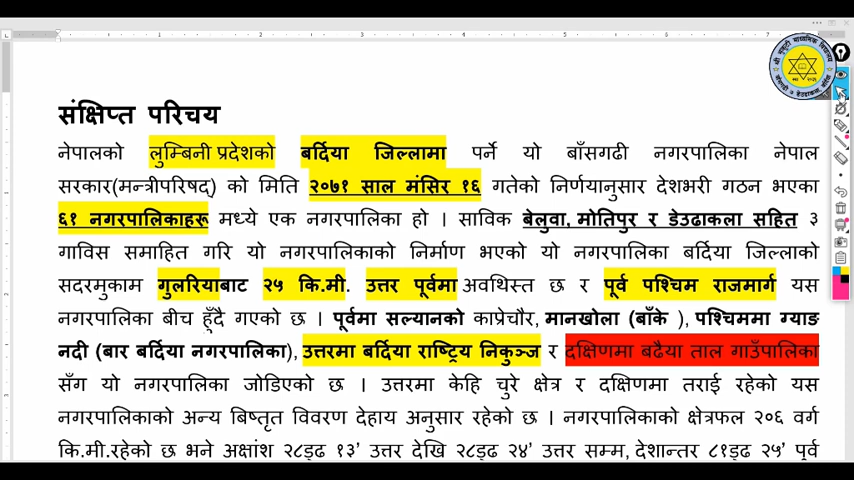 संक्षिप्त परिचय
नेपालको लुम्बिनी प्रदेशको बर्दिया जिल्लामा पर्ने यो बाँसगढी नगरपालिका नेपाल
सरकार(मन्त्रीपरिषद्) को मिति २०७१ साल मंसिर १६ गतेको निर्णयानुसार देशभरी गठन भएका
६१ नगरपालिकाहरू मध्ये एक नगरपालिका हो । साविक बेलुवा, मोतिपुर र डेउढाकला सहित ३
गाविस समाहित गरि यो नगरपालिकाको निर्माण भएको यो नगरपालिका बर्दिया जिल्लाको
सदरमुकाम गुलरियाबाट २५ कि.मी. उत्तर पूर्वमा अवथिस्त छ र पूर्व पश्चिम राजमार्ग यस
नगरपालिका बीच हुँदै गएको छ । पूर्वमा सल्यानको काप्रेचौर, मानखोला (बाँके ), पश्चिममा ग्याङ
नदी (बार बर्दिया नगरपालिका), उत्तरमा बर्दिया राष्ट्रिय निकुञ्ज र दक्षिणमा बढैया ताल गाउँपालिका
सँग यो नगरपालिका जोडिएको छ । उत्तरमा केहि चुरे क्षेत्र र दक्षिणमा तराई रहेको यस
नगरपालिकाको अन्य बिष्तृत विवरण देहाय अनुसार रहेको छ । नगरपालिकाको क्षेत्रफल २०६ वर्ग
कि.मी.रहेको छ भने अक्षांश २८ड्ढ १३’ उत्तर देखि २८ड्ढ २४’ उत्तर सम्म, देशान्तर ८१ड्ढ २५’ पूर्व